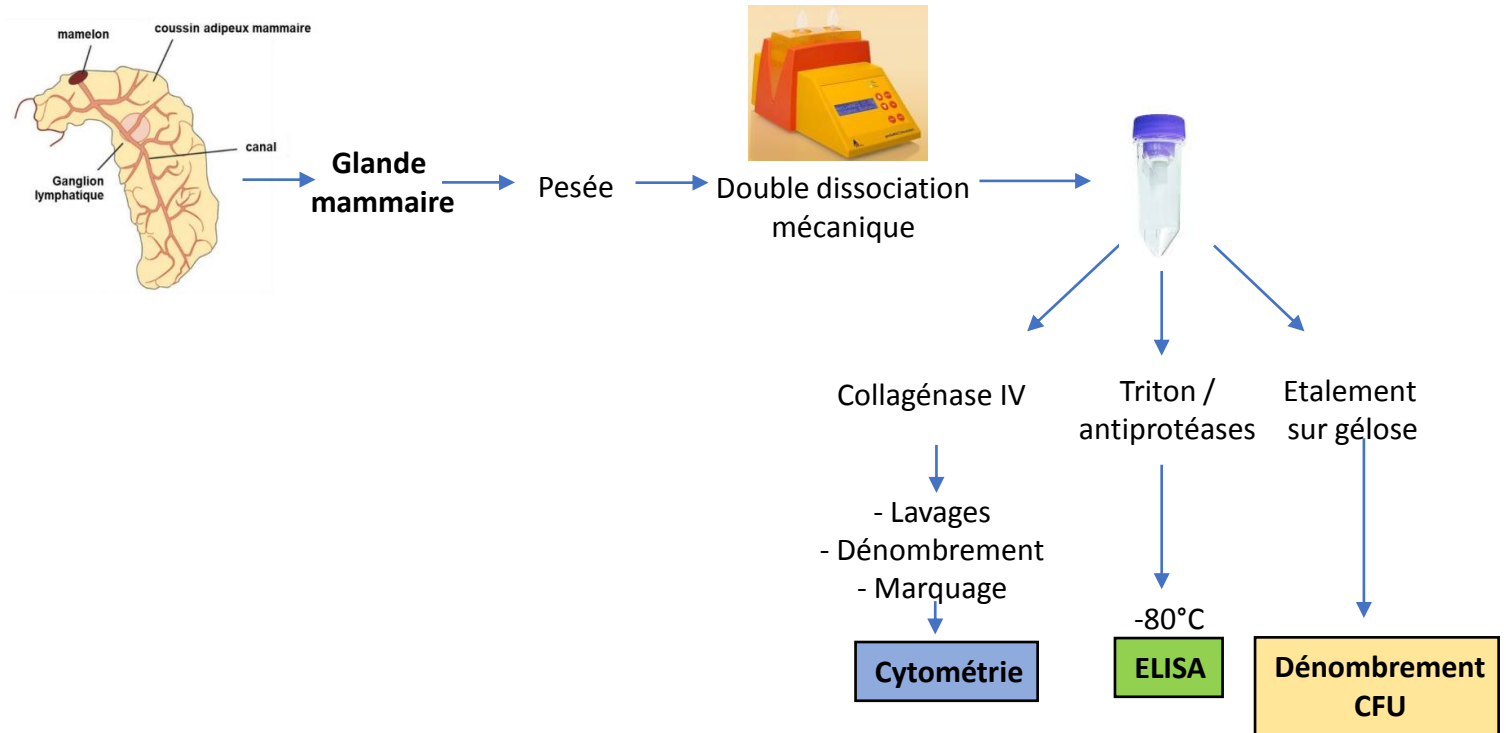 mamelon
coussin adipeux mammaire
canal
Ganglion
lymphatique
Glande
mammaire
Pesée
Double dissociation
mécanique
Collagénase IV
Triton /
antiprotéases
Etalement
sur gélose
- Lavages
- Dénombrement
- Marquage
-80°C
Cytométrie
ELISA
Dénombrement
CFU